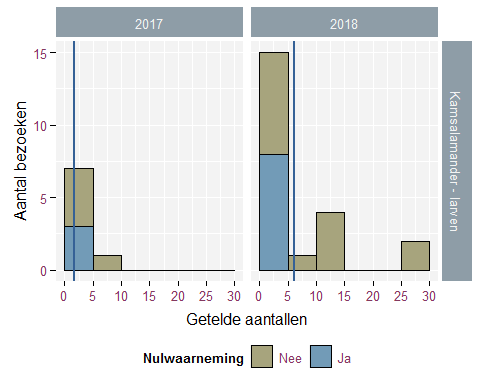 2017
2018
15
10
5
0
Aantal bezoeken
Kamsalamander - larven
0 5 10 15 20 25 30
0 5 10 15 20 25 30
Getelde aantallen
Nulwaarneming Nee Ja